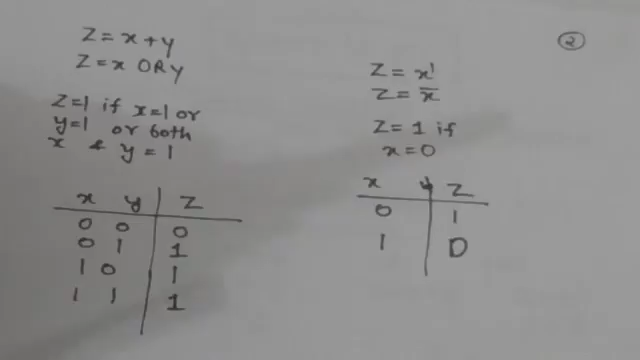 2
Z = x + y
Z = x OR y
Z=1 if x=1 or
y=1 or both
x & y = 1
x y Z
0 0 0
0 1 1
1 0 1
1 1 1
Z = x'
Z = x̅
Z = 1 if
x=0
x Z
0 1
1 0